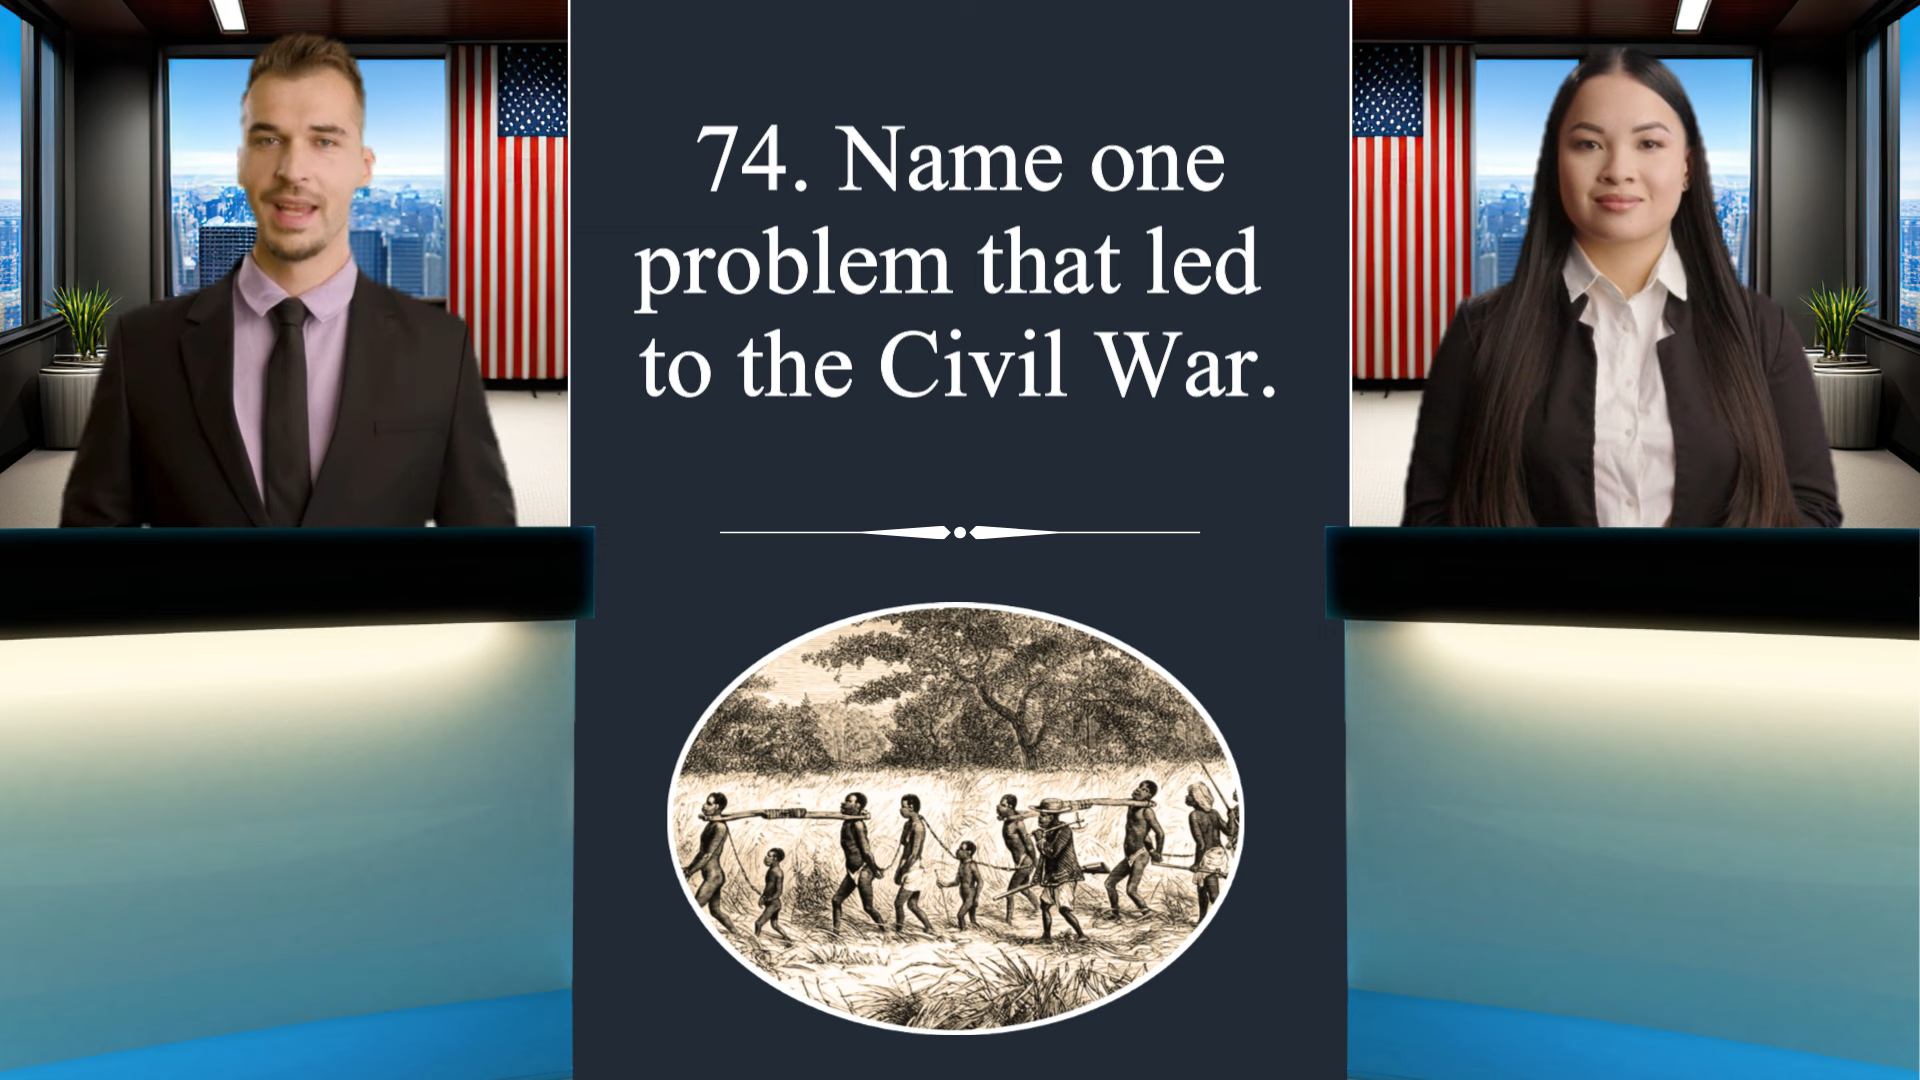 74. Name one
problem that led
to the Civil War.